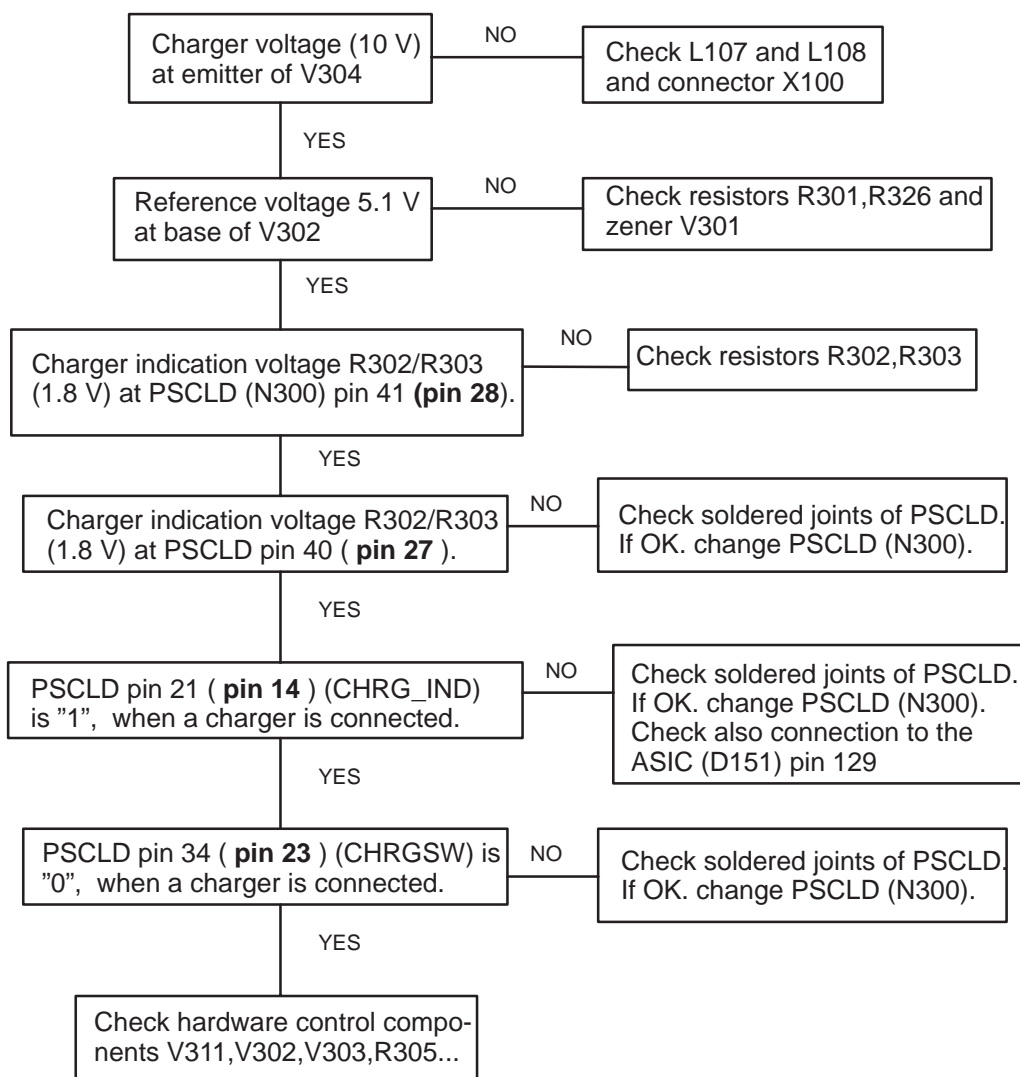 Charger voltage (10 V)
at emitter of V304
NO
Check L107 and L108
and connector X100
YES
Reference voltage 5.1 V
at base of V302
NO
Check resistors R301,R326 and
zener V301
YES
Charger indication voltage R302/R303
(1.8 V) at PSCLD (N300) pin 41 (pin 28).
NO
Check resistors R302,R303
YES
Charger indication voltage R302/R303
(1.8 V) at PSCLD pin 40 ( pin 27 ).
NO
Check soldered joints of PSCLD.
If OK. change PSCLD (N300).
YES
PSCLD pin 21 ( pin 14 ) (CHRG_IND)
is ”1”, when a charger is connected.
NO
Check soldered joints of PSCLD.
If OK. change PSCLD (N300).
Check also connection to the
ASIC (D151) pin 129
YES
PSCLD pin 34 ( pin 23 ) (CHRGSW) is
”0”, when a charger is connected.
NO
Check soldered joints of PSCLD.
If OK. change PSCLD (N300).
YES
Check hardware control compo-
nents V311,V302,V303,R305...